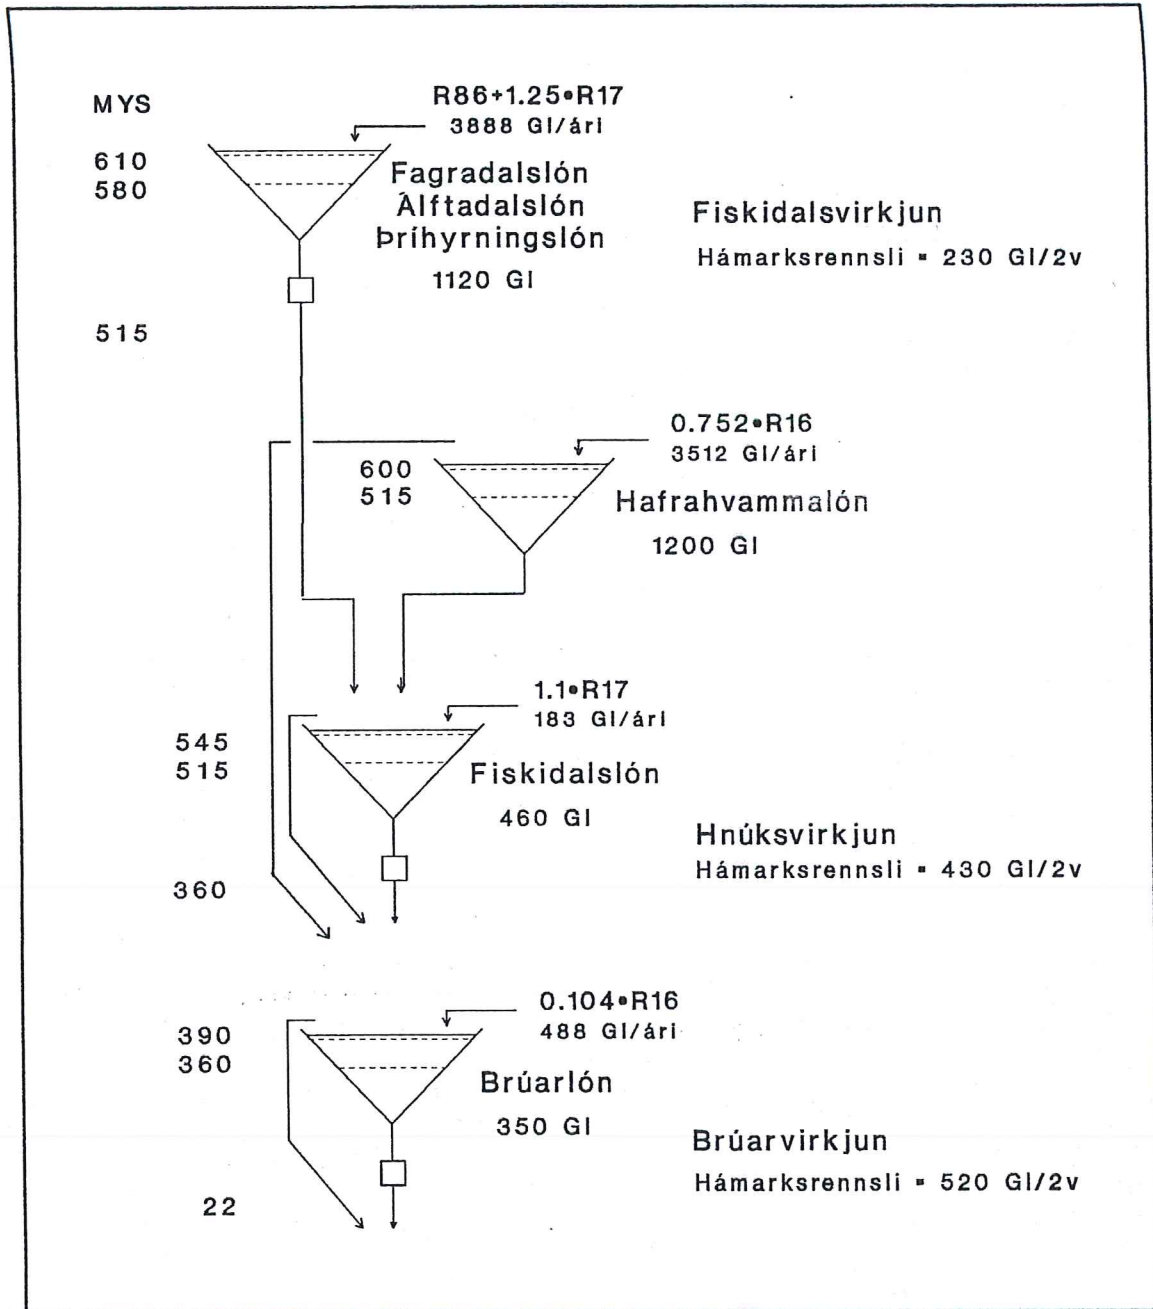 MYS
R86+1.25•R17
3888 Gl/ári
610
580
Fagradalslón
Álftadalslón
Þríhyrningslón
1120 Gl
Fiskidalsvirkjun
Hámarksrennsli = 230 Gl/2v
515
0.752•R16
3512 Gl/ári
600
515
Hafrahvammalón
1200 Gl
1.1•R17
183 Gl/ári
545
515
Fiskidalslón
460 Gl
Hnúksvirkjun
Hámarksrennsli = 430 Gl/2v
360
0.104•R16
488 Gl/ári
390
360
Brúarlón
350 Gl
Brúarvirkjun
Hámarksrennsli = 520 Gl/2v
22